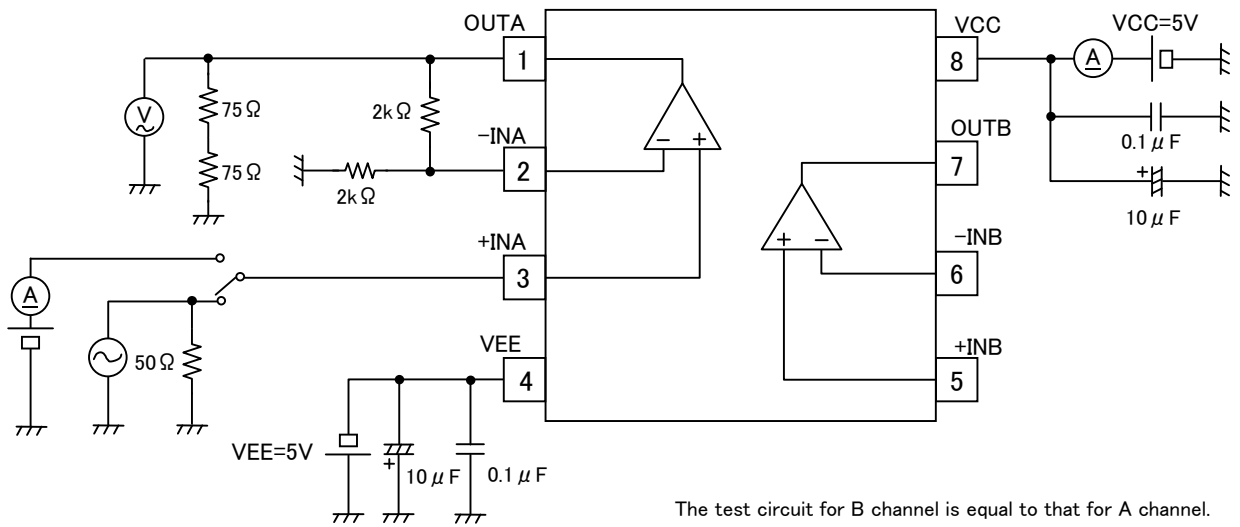 OUTA
1
VCC
8
VCC=5V
A
V
75Ω
75Ω
2kΩ
-INA
2
2kΩ
- +
OUTB
7
0.1μF
+
10μF
+INA
3
+ -
-INB
6
A
50Ω
VEE
4
+INB
5
VEE=5V
+
10μF
0.1μF
The test circuit for B channel is equal to that for A channel.